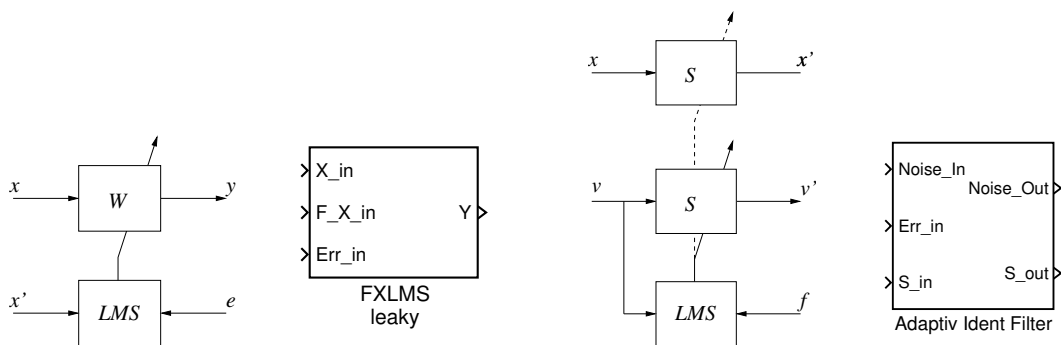 x
S
x'
x
W
y
x'
LMS
e
X_in
F_X_in
Err_in
Y
FXLMS
leaky
v
S
v'
LMS
f
Noise_In
Noise_Out
Err_in
S_in
S_out
Adaptiv Ident Filter